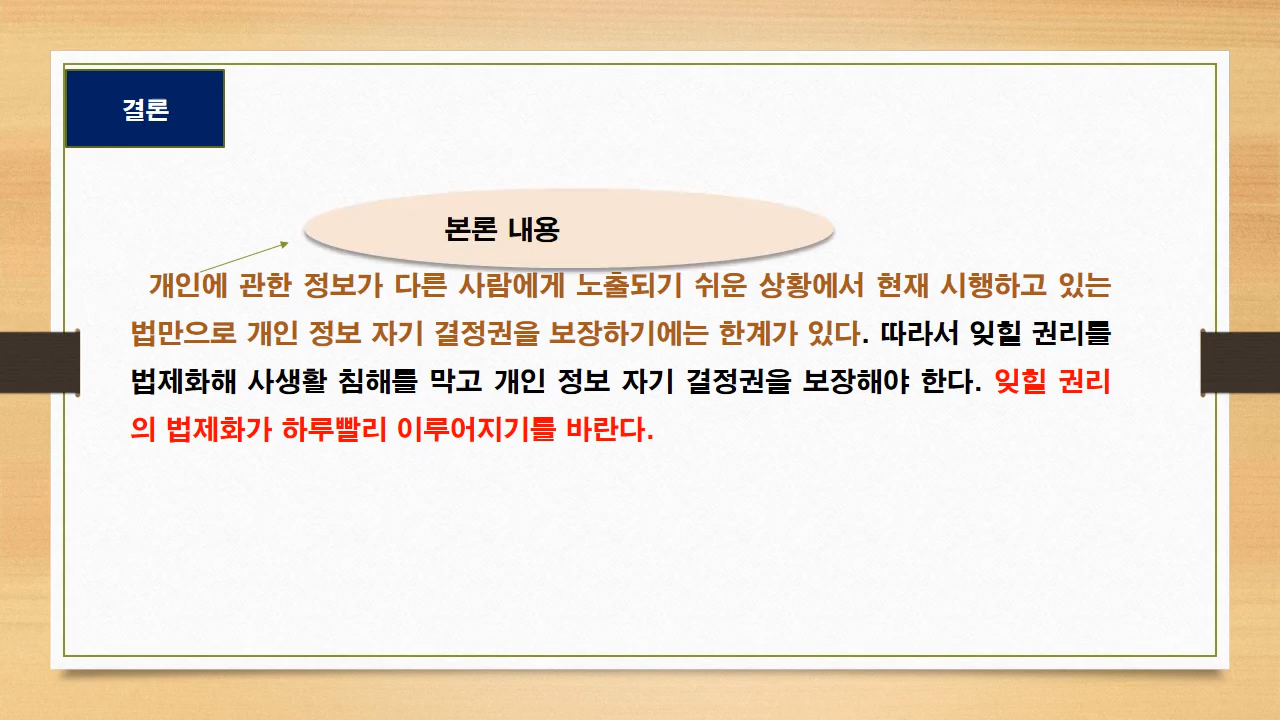 결론
본론 내용
개인에 관한 정보가 다른 사람에게 노출되기 쉬운 상황에서 현재 시행하고 있는
법만으로 개인 정보 자기 결정권을 보장하기에는 한계가 있다. 따라서 잊힐 권리를
법제화해 사생활 침해를 막고 개인 정보 자기 결정권을 보장해야 한다. 잊힐 권리
의 법제화가 하루빨리 이루어지기를 바란다.